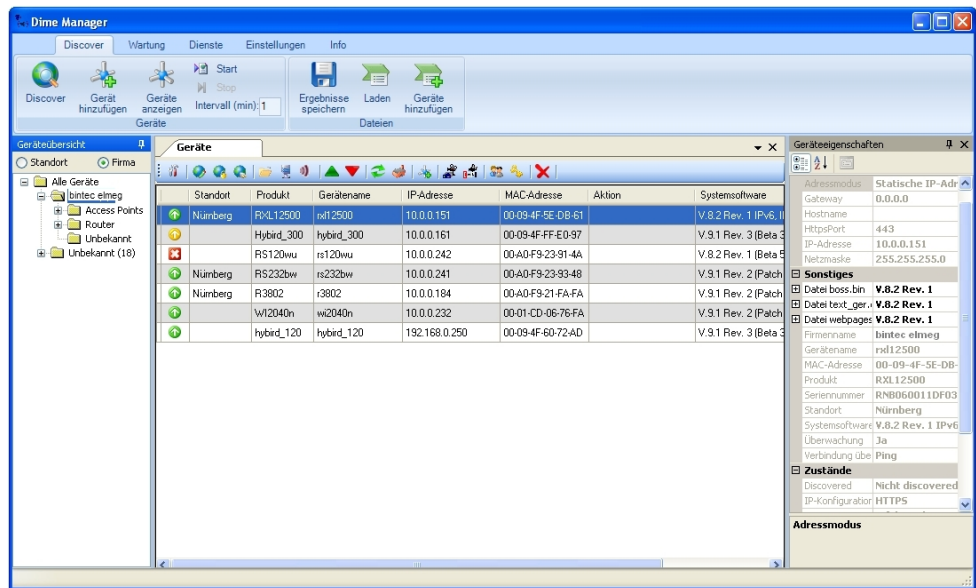 Dime Manager
Discover Wartung Dienste Einstellungen Info
Discover
Gerät hinzufügen
Geräte anzeigen
Start
Stop
Intervall (min): 1
Geräte
Ergebnisse speichern
Laden
Geräte hinzufügen
Dateien
Geräteübersicht
Standort Firma
Alle Geräte
bintec elmeg
Access Points
Router
Unbekannt
Unbekannt (18)
Geräte
Standort Produkt Gerätename IP-Adresse MAC-Adresse Aktion Systemsoftware
Nürnberg RXL12500 rxl12500 10.0.0.151 00-09-4F-5E-DB-61 V.8.2 Rev. 1 IPv6, II
Hybird_300 hybird_300 10.0.0.161 00-09-4F-FF-E0-97 V.9.1 Rev. 3 (Beta 3
RS120wu rs120wu 10.0.0.242 00-A0-F9-23-91-4A V.8.2 Rev. 1 (Beta 5
Nürnberg RS232bw rs232bw 10.0.0.241 00-A0-F9-23-93-48 V.9.1 Rev. 2 (Patch
Nürnberg R3802 r3802 10.0.0.184 00-A0-F9-21-FA-FA V.9.1 Rev. 2 (Patch
WI2040n wi2040n 10.0.0.232 00-01-CD-06-76-FA V.9.1 Rev. 2 (Patch
hybird_120 hybird_120 192.168.0.250 00-09-4F-60-72-AD V.9.1 Rev. 3 (Beta 3
Geräteeigenschaften
Adressmodus Statische IP-Adr
Gateway 0.0.0.0
Hostname
HttpsPort 443
IP-Adresse 10.0.0.151
Netzmaske 255.255.255.0
Sonstiges
Datei boss.bin V.8.2 Rev. 1
Datei text_ger. V.8.2 Rev. 1
Datei webpages V.8.2 Rev. 1
Firmenname bintec elmeg
Gerätename rxl12500
MAC-Adresse 00-09-4F-5E-DB-
Produkt RXL12500
Seriennummer RNB060011DF03
Standort Nürnberg
Systemsoftware V.8.2 Rev. 1 IPv6
Überwachung Ja
Verbindung übe Ping
Zustände
Discovered Nicht discovered
IP-Konfiguration HTTPS
Adressmodus